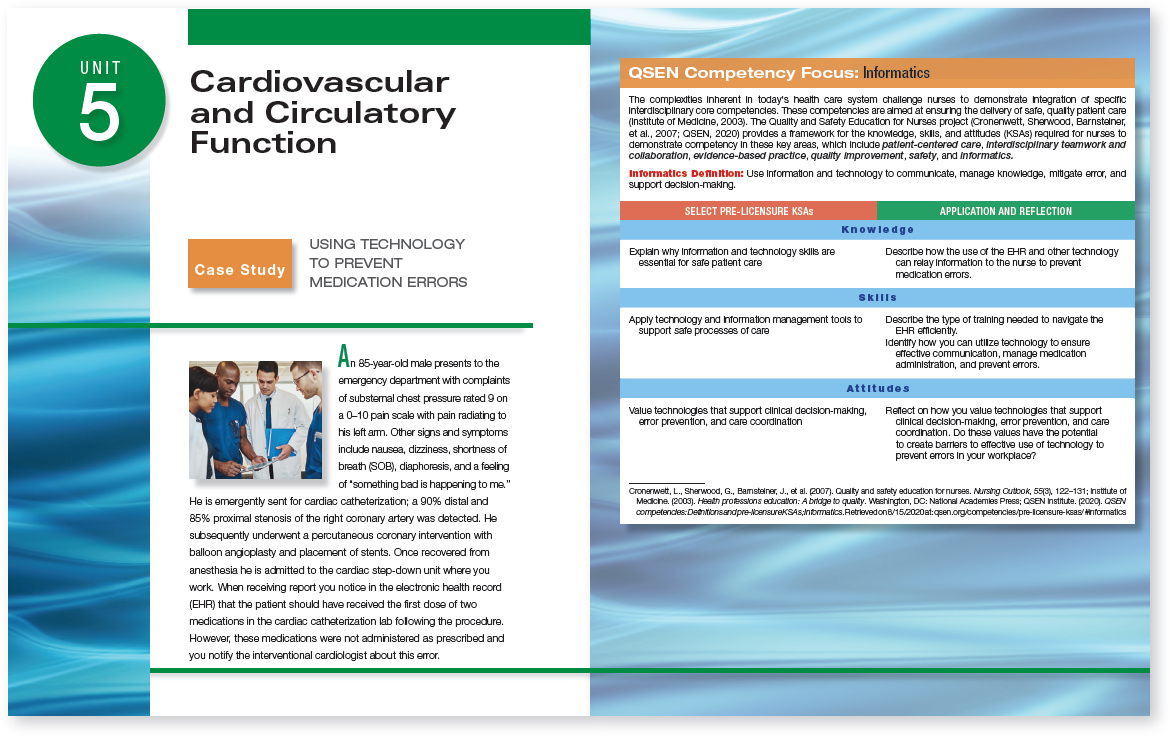 UNIT
5
Cardiovascular
and Circulatory
Function
Case Study
USING TECHNOLOGY
TO PREVENT
MEDICATION ERRORS
An 85-year-old male presents to the
emergency department with complaints
of substernal chest pressure rated 9 on
a 0–10 pain scale with pain radiating to
his left arm. Other signs and symptoms
include nausea, dizziness, shortness of
breath (SOB), diaphoresis, and a feeling
of “something bad is happening to me.”
He is emergently sent for cardiac catheterization; a 90% distal and
85% proximal stenosis of the right coronary artery was detected. He
subsequently underwent a percutaneous coronary intervention with
balloon angioplasty and placement of stents. Once recovered from
anesthesia he is admitted to the cardiac step-down unit where you
work. When receiving report you notice in the electronic health record
(EHR) that the patient should have received the first dose of two
medications in the cardiac catheterization lab following the procedure.
However, these medications were not administered as prescribed and
you notify the interventional cardiologist about this error.
QSEN Competency Focus: Informatics
The complexities inherent in today's health care system challenge nurses to demonstrate integration of specific
interdisciplinary core competencies. These competencies are aimed at ensuring the delivery of safe, quality patient care
(Institute of Medicine, 2003). The Quality and Safety Education for Nurses project (Cronenwett, Sherwood, Barnsteiner,
et al., 2007; QSEN, 2020) provides a framework for the knowledge, skills, and attitudes (KSAs) required for nurses to
demonstrate competency in these key areas, which include patient-centered care, interdisciplinary teamwork and
collaboration, evidence-based practice, quality improvement, safety, and informatics.
Informatics Definition: Use information and technology to communicate, manage knowledge, mitigate error, and
support decision-making.
SELECT PRE-LICENSURE KSAs APPLICATION AND REFLECTION
Knowledge
Explain why information and technology skills are
essential for safe patient care
Describe how the use of the EHR and other technology
can relay information to the nurse to prevent
medication errors.
Skills
Apply technology and information management tools to
support safe processes of care
Describe the type of training needed to navigate the
EHR efficiently.
Identify how you can utilize technology to ensure
effective communication, manage medication
administration, and prevent errors.
Attitudes
Value technologies that support clinical decision-making,
error prevention, and care coordination
Reflect on how you value technologies that support
clinical decision-making, error prevention, and care
coordination. Do these values have the potential
to create barriers to effective use of technology to
prevent errors in your workplace?
Cronenwett, L., Sherwood, G., Barnsteiner, J., et al. (2007). Quality and safety education for nurses. Nursing Outlook, 55(3), 122–131; Institute of
Medicine. (2003). Health professions education: A bridge to quality. Washington, DC: National Academies Press; QSEN Institute. (2020). QSEN
competencies: Definitions and pre-licensure KSAs; Informatics. Retrieved on 8/15/2020 at: qsen.org/competencies/pre-licensure-ksas/#informatics